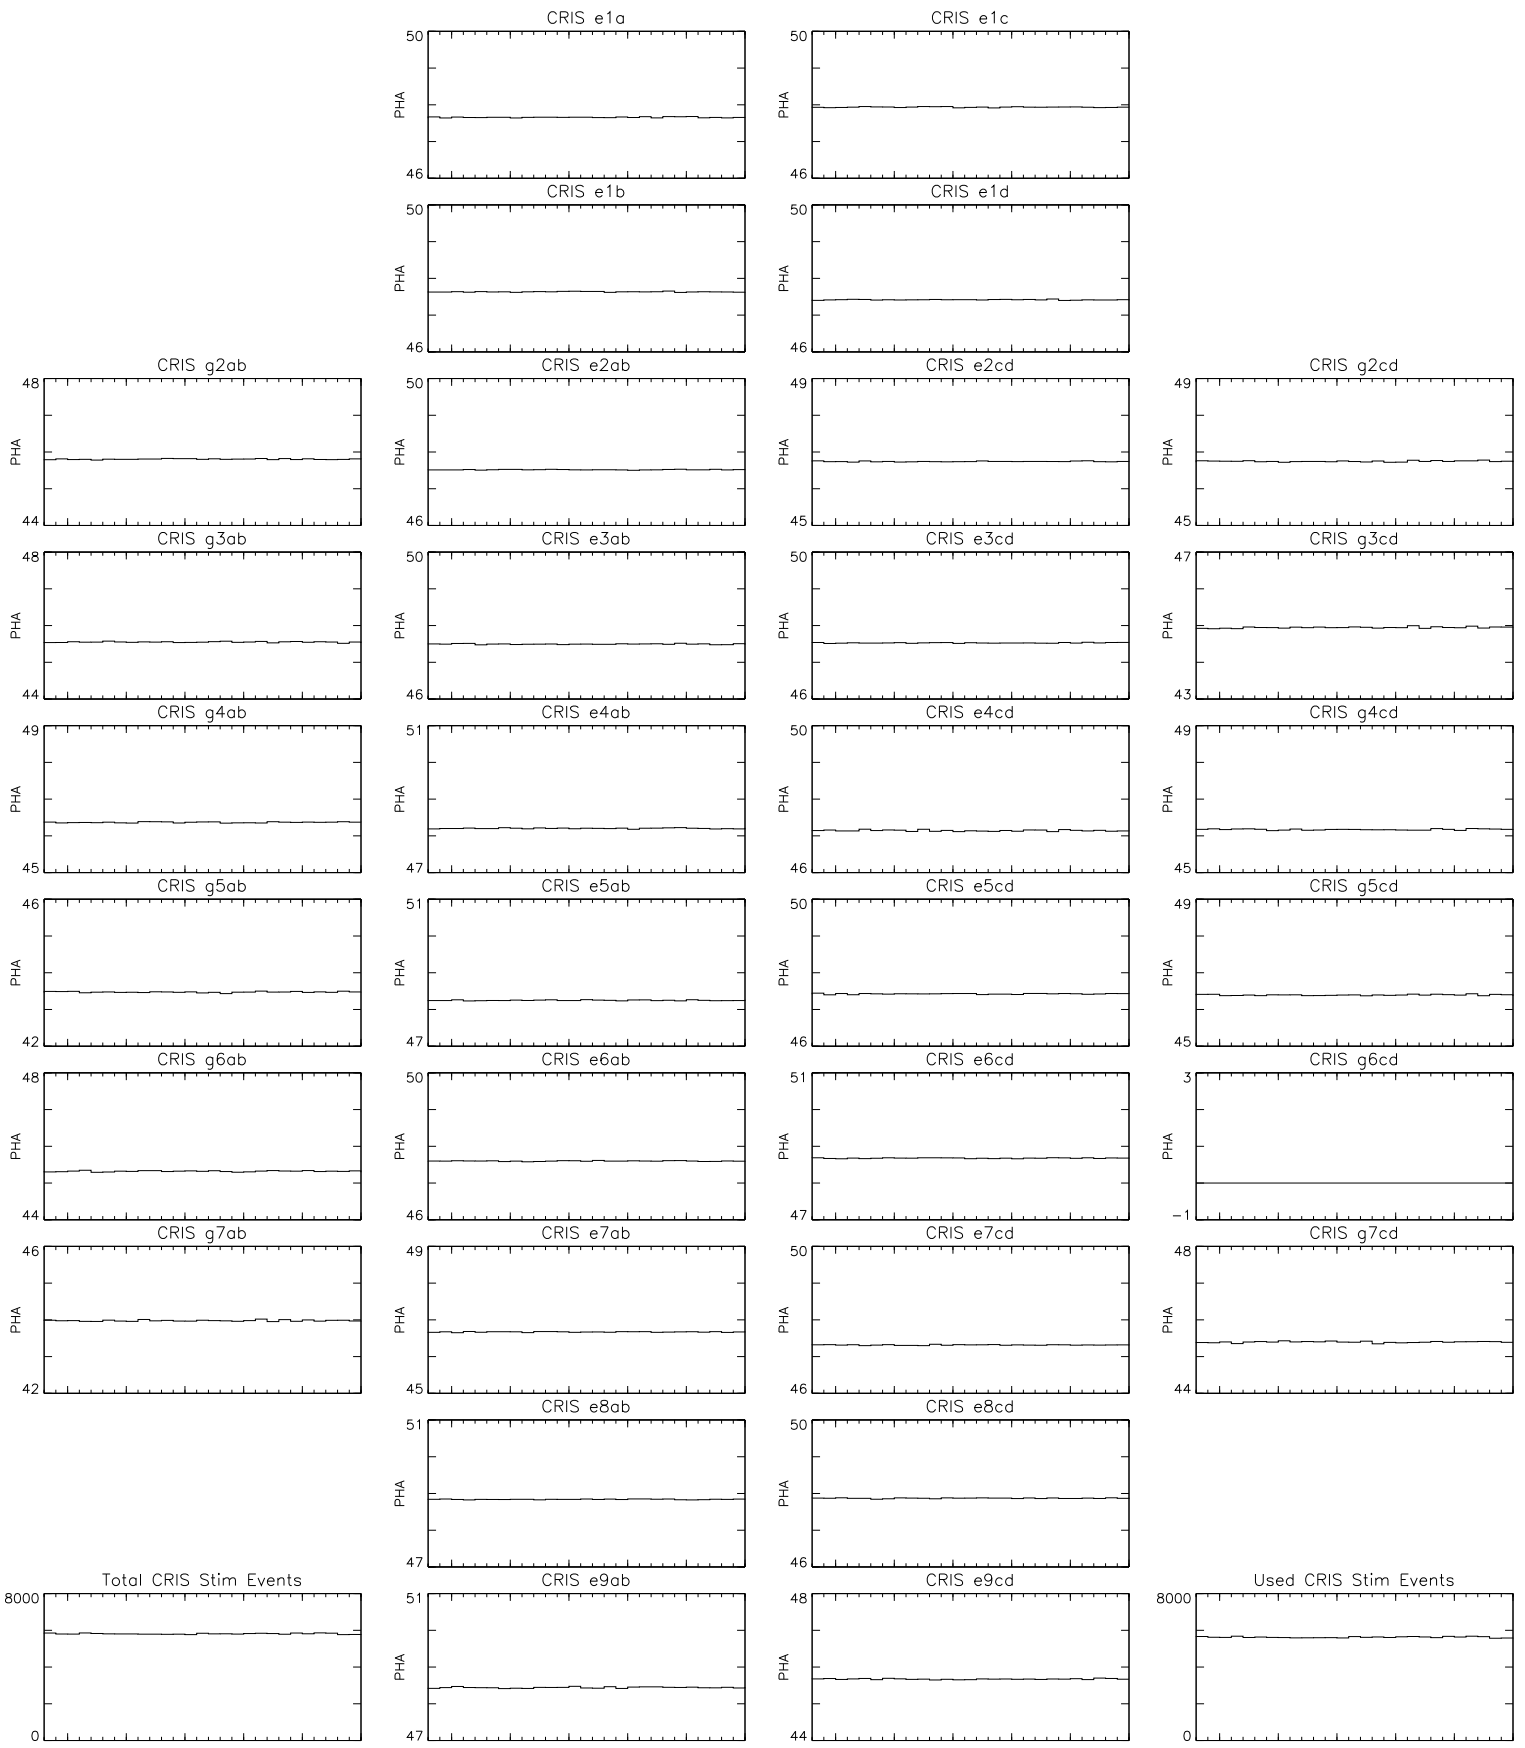 CRIS e1a
50
PHA
46
CRIS e1c
50
PHA
46
CRIS e1b
50
PHA
46
CRIS e1d
50
PHA
46
CRIS g2ab
48
PHA
44
CRIS e2ab
50
PHA
46
CRIS e2cd
49
PHA
45
CRIS g2cd
49
PHA
45
CRIS g3ab
48
PHA
44
CRIS e3ab
50
PHA
46
CRIS e3cd
50
PHA
46
CRIS g3cd
47
PHA
43
CRIS g4ab
49
PHA
45
CRIS e4ab
51
PHA
47
CRIS e4cd
50
PHA
46
CRIS g4cd
49
PHA
45
CRIS g5ab
46
PHA
42
CRIS e5ab
51
PHA
47
CRIS e5cd
50
PHA
46
CRIS g5cd
49
PHA
45
CRIS g6ab
48
PHA
44
CRIS e6ab
50
PHA
46
CRIS e6cd
51
PHA
47
CRIS g6cd
3
PHA
-1
CRIS g7ab
46
PHA
42
CRIS e7ab
49
PHA
45
CRIS e7cd
50
PHA
46
CRIS g7cd
48
PHA
44
CRIS e8ab
51
PHA
47
CRIS e8cd
50
PHA
46
Total CRIS Stim Events
8000
0
CRIS e9ab
51
PHA
47
CRIS e9cd
48
PHA
44
Used CRIS Stim Events
8000
0